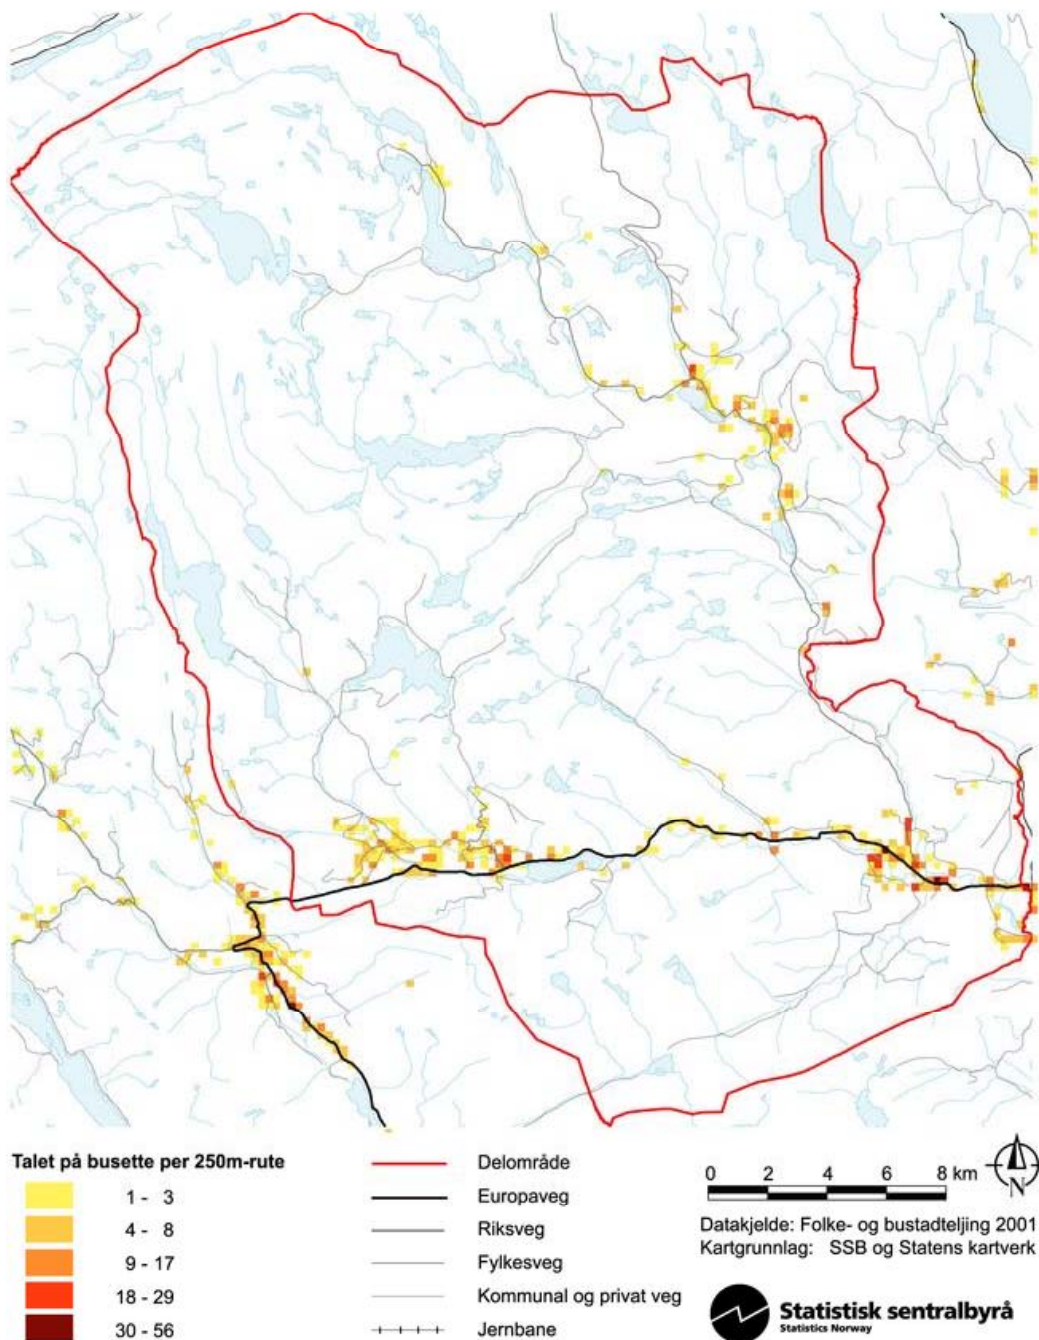 Talet på busette per 250m-rute
1 - 3
4 - 8
9 - 17
18 - 29
30 - 56
Delområde
Europaveg
Riksveg
Fylkesveg
Kommunal og privat veg
Jernbane
0 2 4 6 8 km
N
Datakjelde: Folke- og bustadteljing 2001
Kartgrunnlag: SSB og Statens kartverk
Statistisk sentralbyrå
Statistics Norway